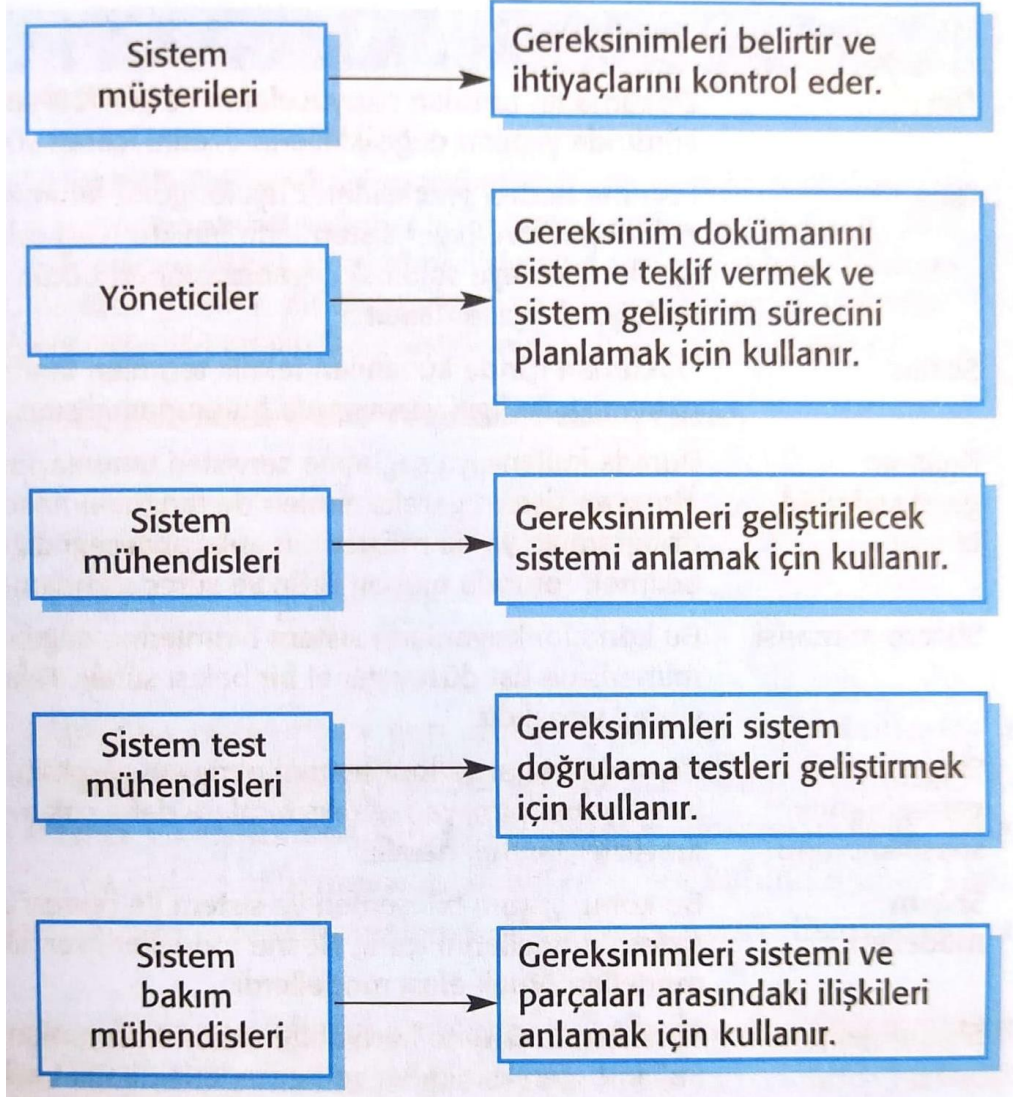 Sistem
müşterileri
Gereksinimleri belirtir ve
ihtiyaçlarını kontrol eder.
Yöneticiler
Gereksinim dokümanını
sisteme teklif vermek ve
sistem geliştirim sürecini
planlamak için kullanır.
Sistem
mühendisleri
Gereksinimleri geliştirilecek
sistemi anlamak için kullanır.
Sistem test
mühendisleri
Gereksinimleri sistem
doğrulama testleri geliştirmek
için kullanır.
Sistem
bakım
mühendisleri
Gereksinimleri sistemi ve
parçaları arasındaki ilişkileri
anlamak için kullanır.